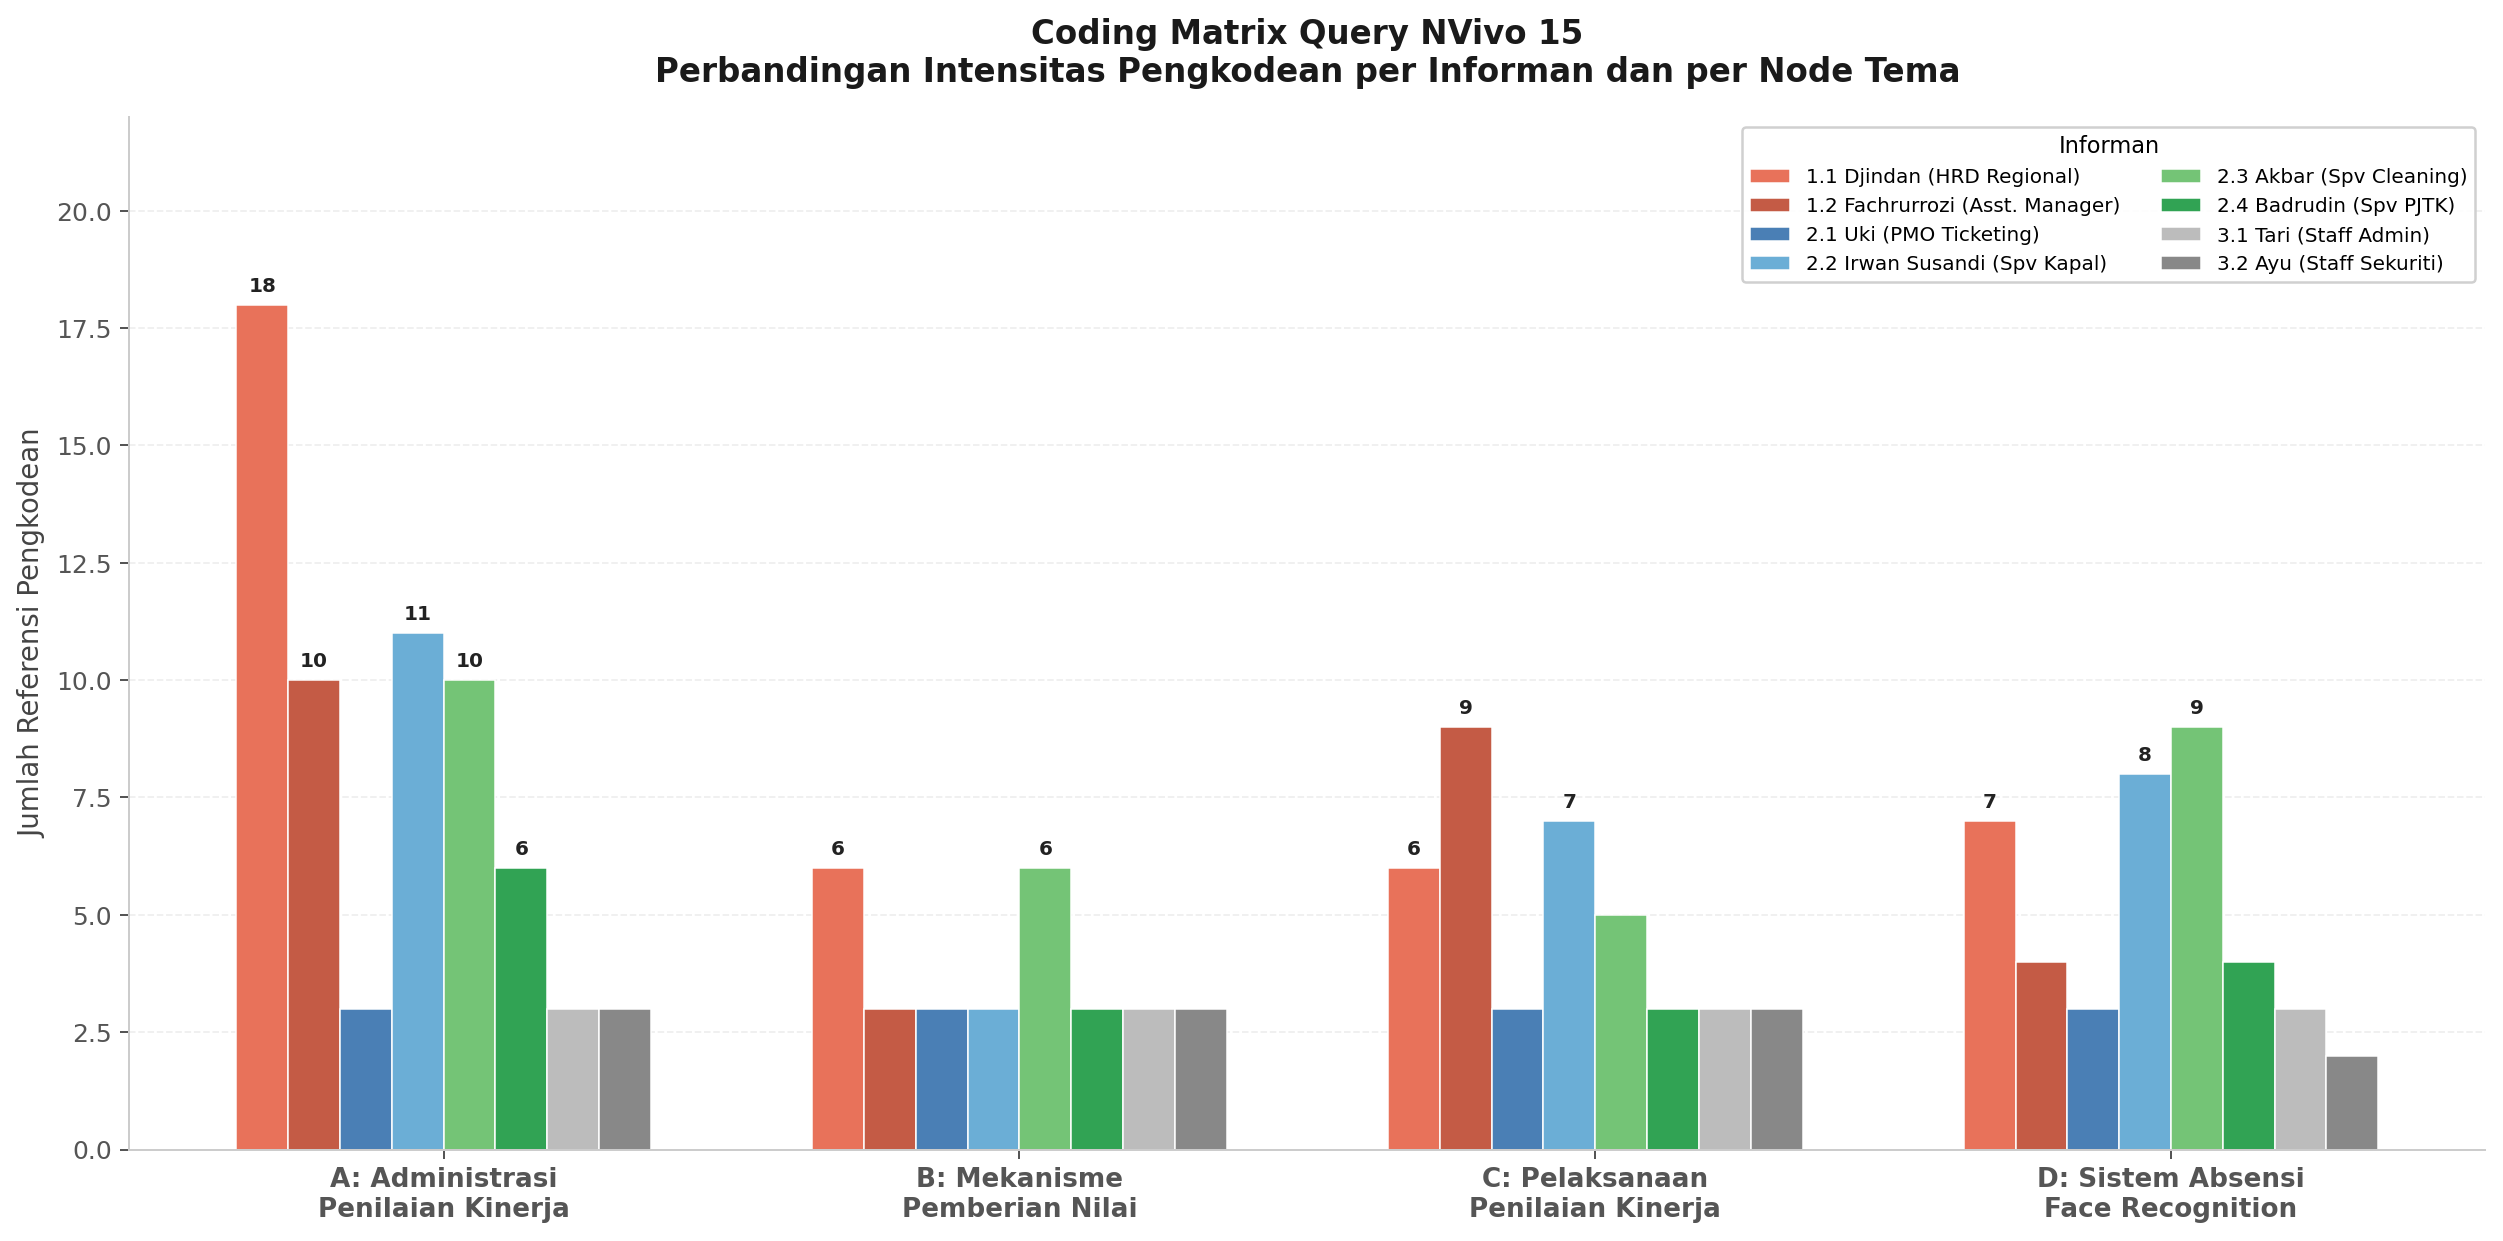 Coding Matrix Query NVivo 15
Perbandingan Intensitas Pengkodean per Informan dan per Node Tema
Informan
1.1 Djindan (HRD Regional)
1.2 Fachrurrozi (Asst. Manager)
2.1 Uki (PMO Ticketing)
2.2 Irwan Susandi (Spv Kapal)
2.3 Akbar (Spv Cleaning)
2.4 Badrudin (Spv PJTK)
3.1 Tari (Staff Admin)
3.2 Ayu (Staff Sekuriti)
Jumlah Referensi Pengkodean
20.0
17.5
15.0
12.5
10.0
7.5
5.0
2.5
0.0
18
10
11
10
6
6
6
6
9
7
7
8
9
A: Administrasi
Penilaian Kinerja
B: Mekanisme
Pemberian Nilai
C: Pelaksanaan
Penilaian Kinerja
D: Sistem Absensi
Face Recognition